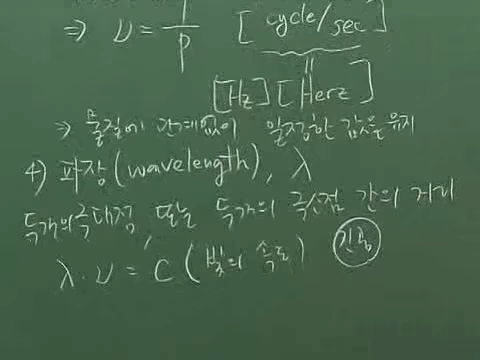 ⇒ ν = 1/p [cycle/sec]
||
[Hz] [Herz]
⇒ 물질에 관계없이 일정한 값을 유지
4) 파장(wavelength), λ
두개의 극대점, 또는 두개의 극소점 간의 거리
λ·ν = C (빛의 속도) 진공